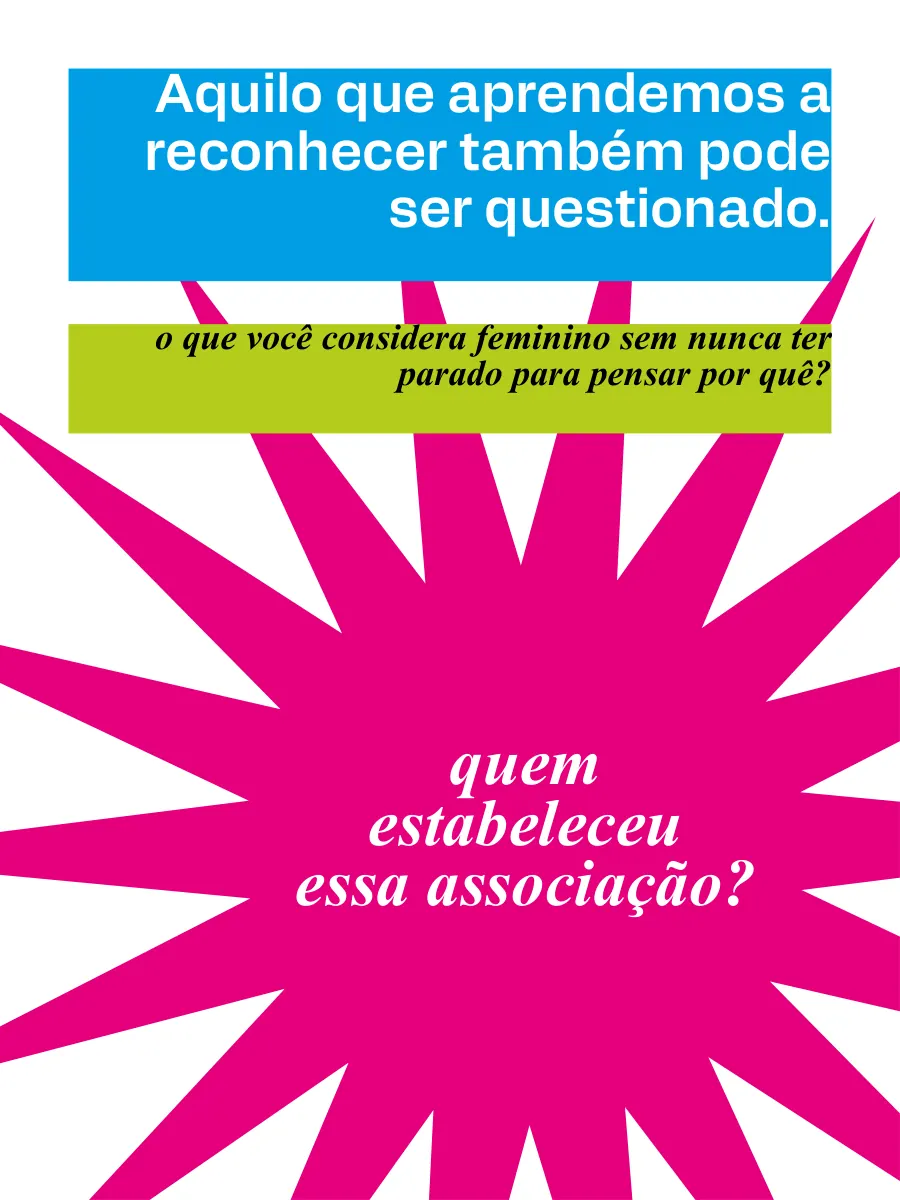 Aquilo que aprendemos a
reconhecer também pode
ser questionado.
o que você considera feminino sem nunca ter
parado para pensar por quê?
quem
estabeleceu
essa associação?